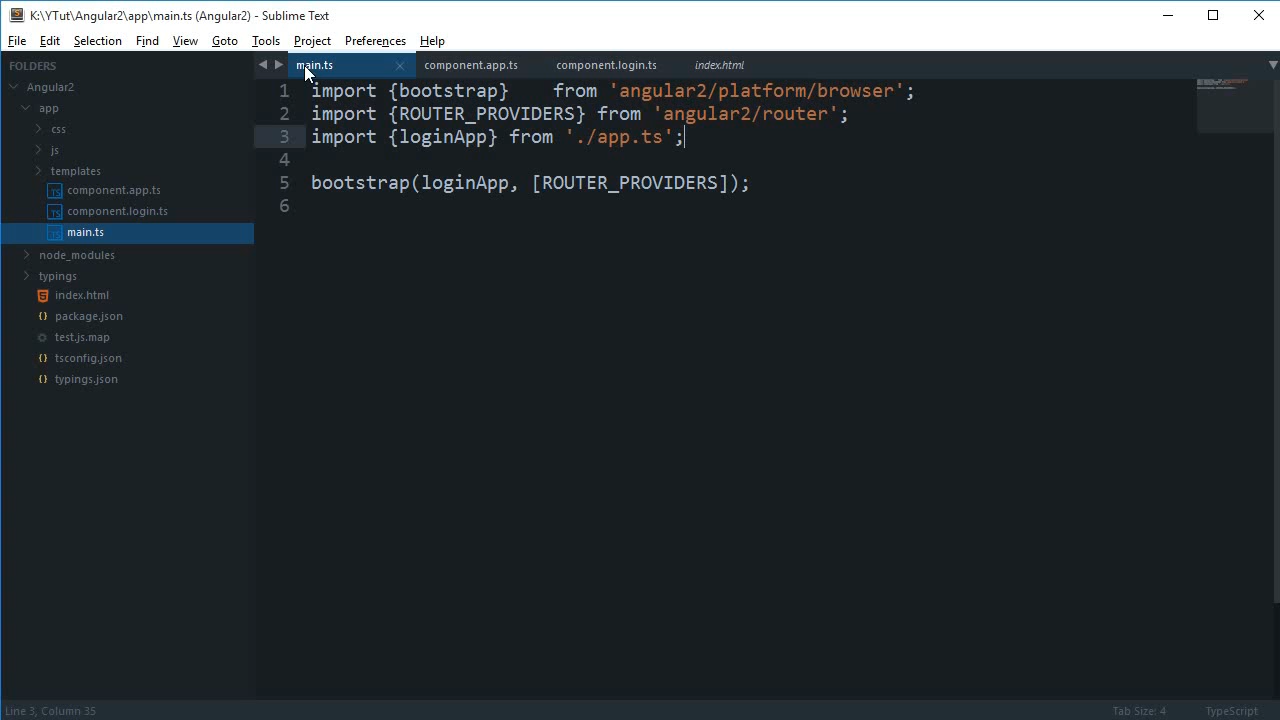 K:\YTut\Angular2\app\main.ts (Angular2) - Sublime Text
File Edit Selection Find View Goto Tools Project Preferences Help
FOLDERS
Angular2
app
css
js
templates
component.app.ts
component.login.ts
main.ts
node_modules
typings
index.html
package.json
test.js.map
tsconfig.json
typings.json
main.ts component.app.ts component.login.ts index.html
1 import {bootstrap}    from 'angular2/platform/browser';
2 import {ROUTER_PROVIDERS} from 'angular2/router';
3 import {loginApp} from './app.ts';
4
5 bootstrap(loginApp, [ROUTER_PROVIDERS]);
6
Line 3, Column 35 Tab Size: 4 TypeScript